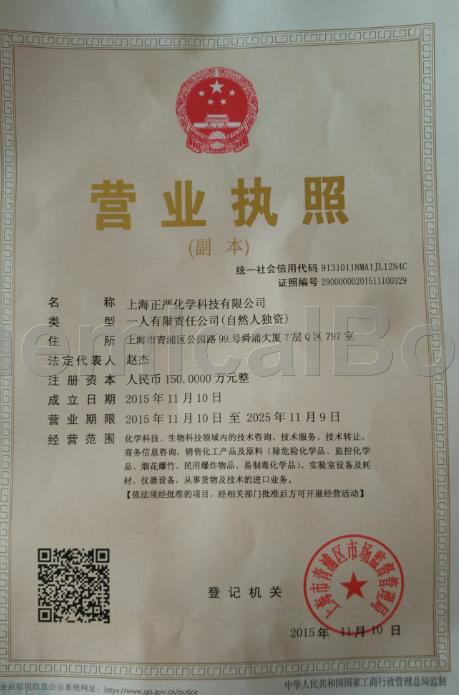 营业执照
(副本)
统一社会信用代码 91310118MA1JL12N4C
证照编号 29000000201511100329
名称 上海正严化学科技有限公司
类型 一人有限责任公司(自然人独资)
住所 上海市青浦区公园路99号舜浦大厦7层Q区797室
法定代表人 赵杰
注册资本 人民币150.0000万元整
成立日期 2015年11月10日
营业期限 2015年11月10日 至 2025年11月9日
经营范围 化学科技、生物科技领域内的技术咨询、技术服务、技术转让,
商务信息咨询,销售化工产品及原料(除危险化学品、监控化学
品、烟花爆竹、民用爆炸物品、易制毒化学品)、实验室设备及耗
材、仪器设备,从事货物及技术的进口业务。
【依法须经批准的项目,经相关部门批准后方可开展经营活动】
登记机关
上海市青浦区市场监督管理局
2015年 11月 10日
企业信用信息公示系统网址:
中华人民共和国国家工商行政管理总局监制
hemicalBo